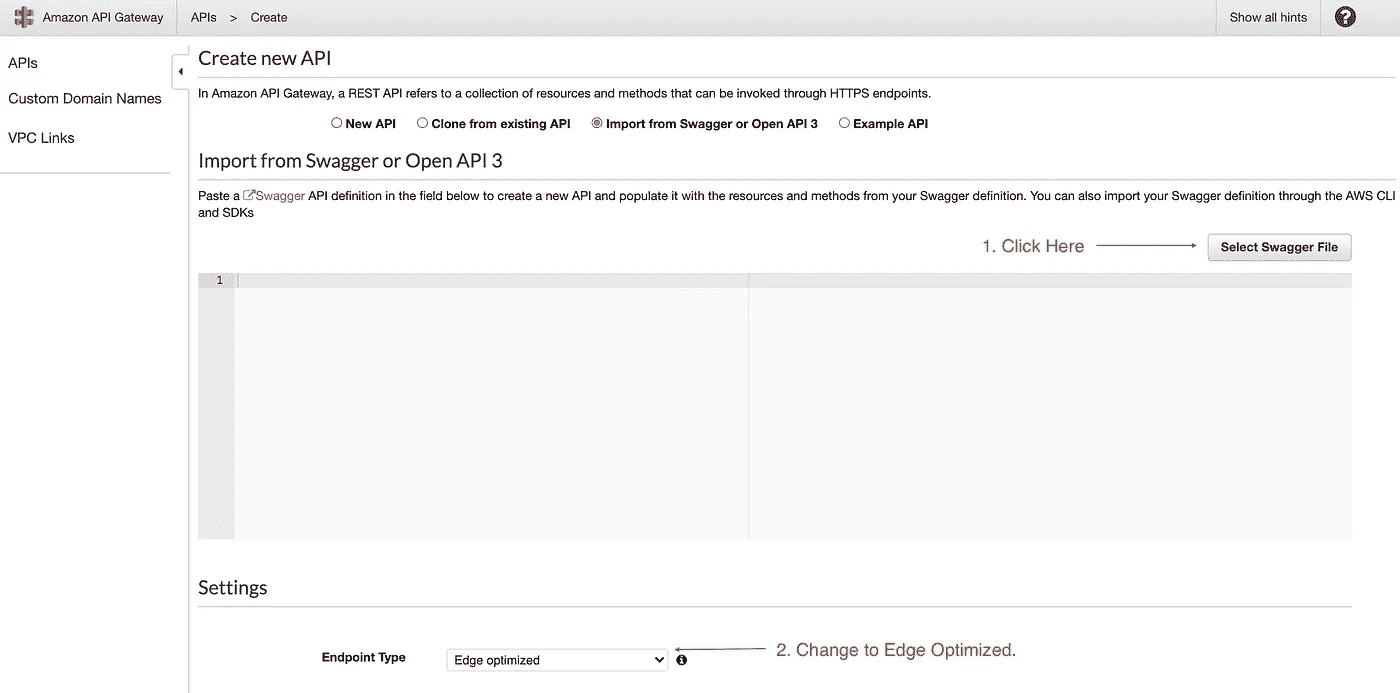 Amazon API Gateway
APIs > Create
Show all hints
?
APIs
Custom Domain Names
VPC Links
Create new API
In Amazon API Gateway, a REST API refers to a collection of resources and methods that can be invoked through HTTPS endpoints.
New API
Clone from existing API
Import from Swagger or Open API 3
Example API
Import from Swagger or Open API 3
Paste a Swagger API definition in the field below to create a new API and populate it with the resources and methods from your Swagger definition. You can also import your Swagger definition through the AWS CLI
and SDKs
1. Click Here
Select Swagger File
1
Settings
Endpoint Type
Edge optimized
2. Change to Edge Optimized.